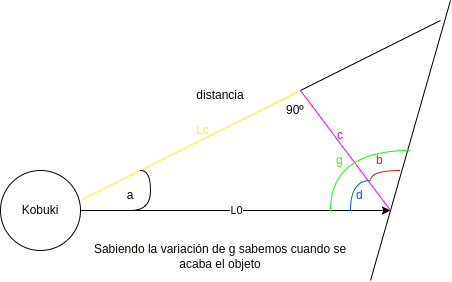 distancia
90º
Lc
c
g
b
a
d
Kobuki
L0
Sabiendo la variación de g sabemos cuando se
acaba el objeto